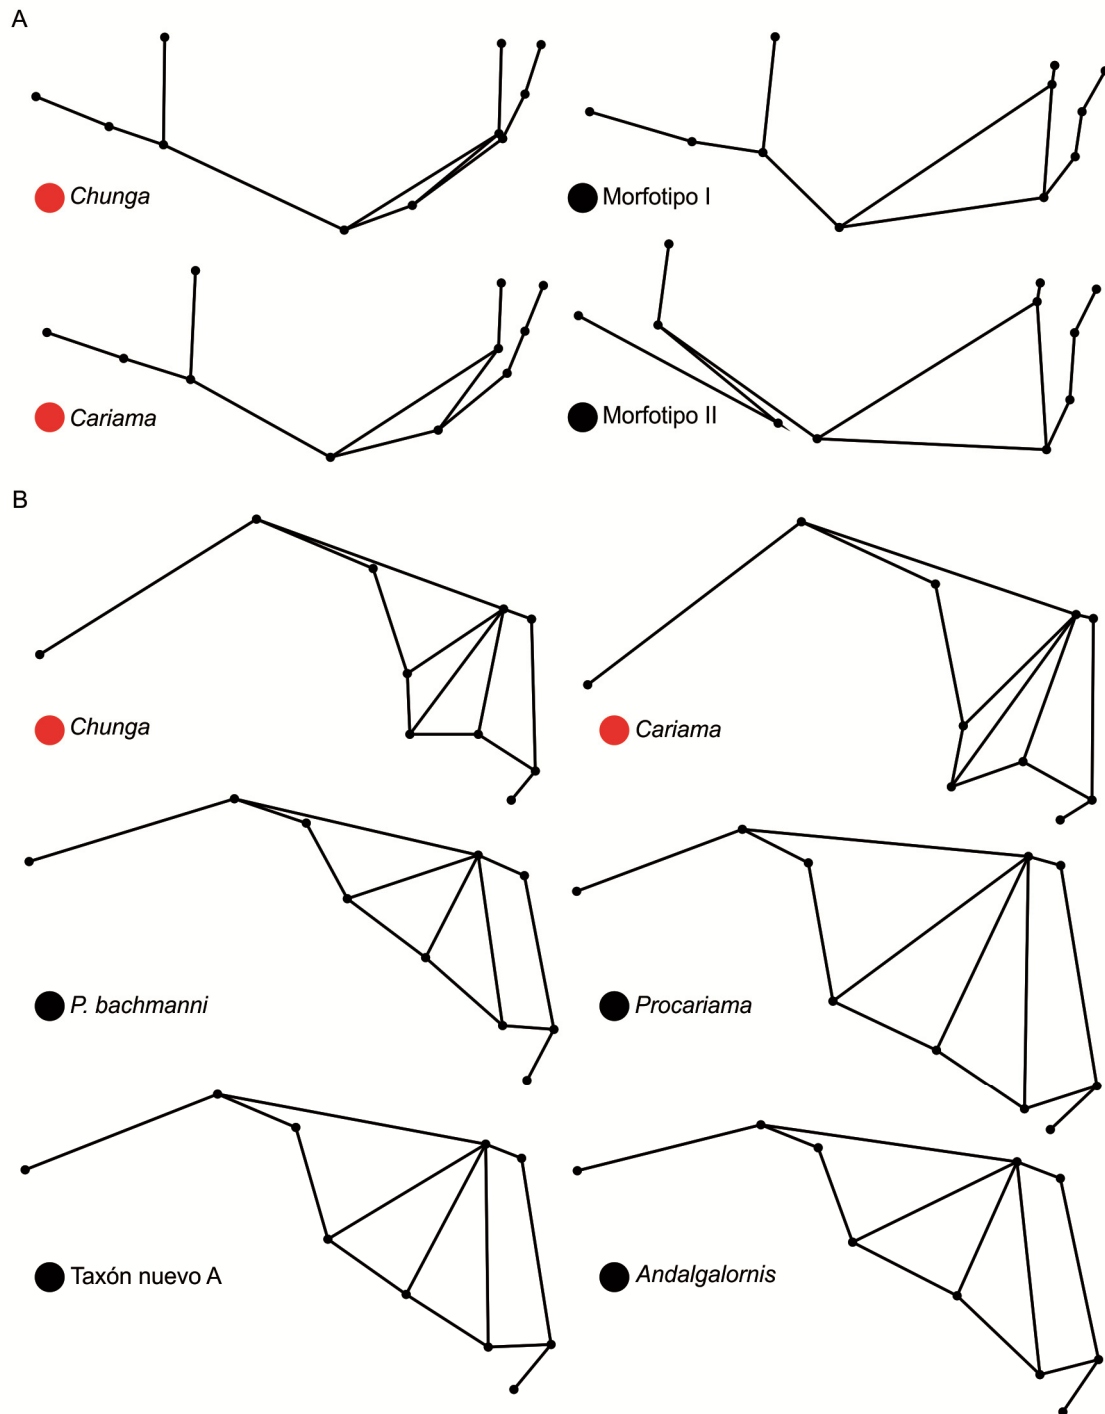 A
Chunga
Morfotipo I
Cariama
Morfotipo II
B
Chunga
Cariama
P. bachmanni
Procariama
Taxón nuevo A
Andalgalornis